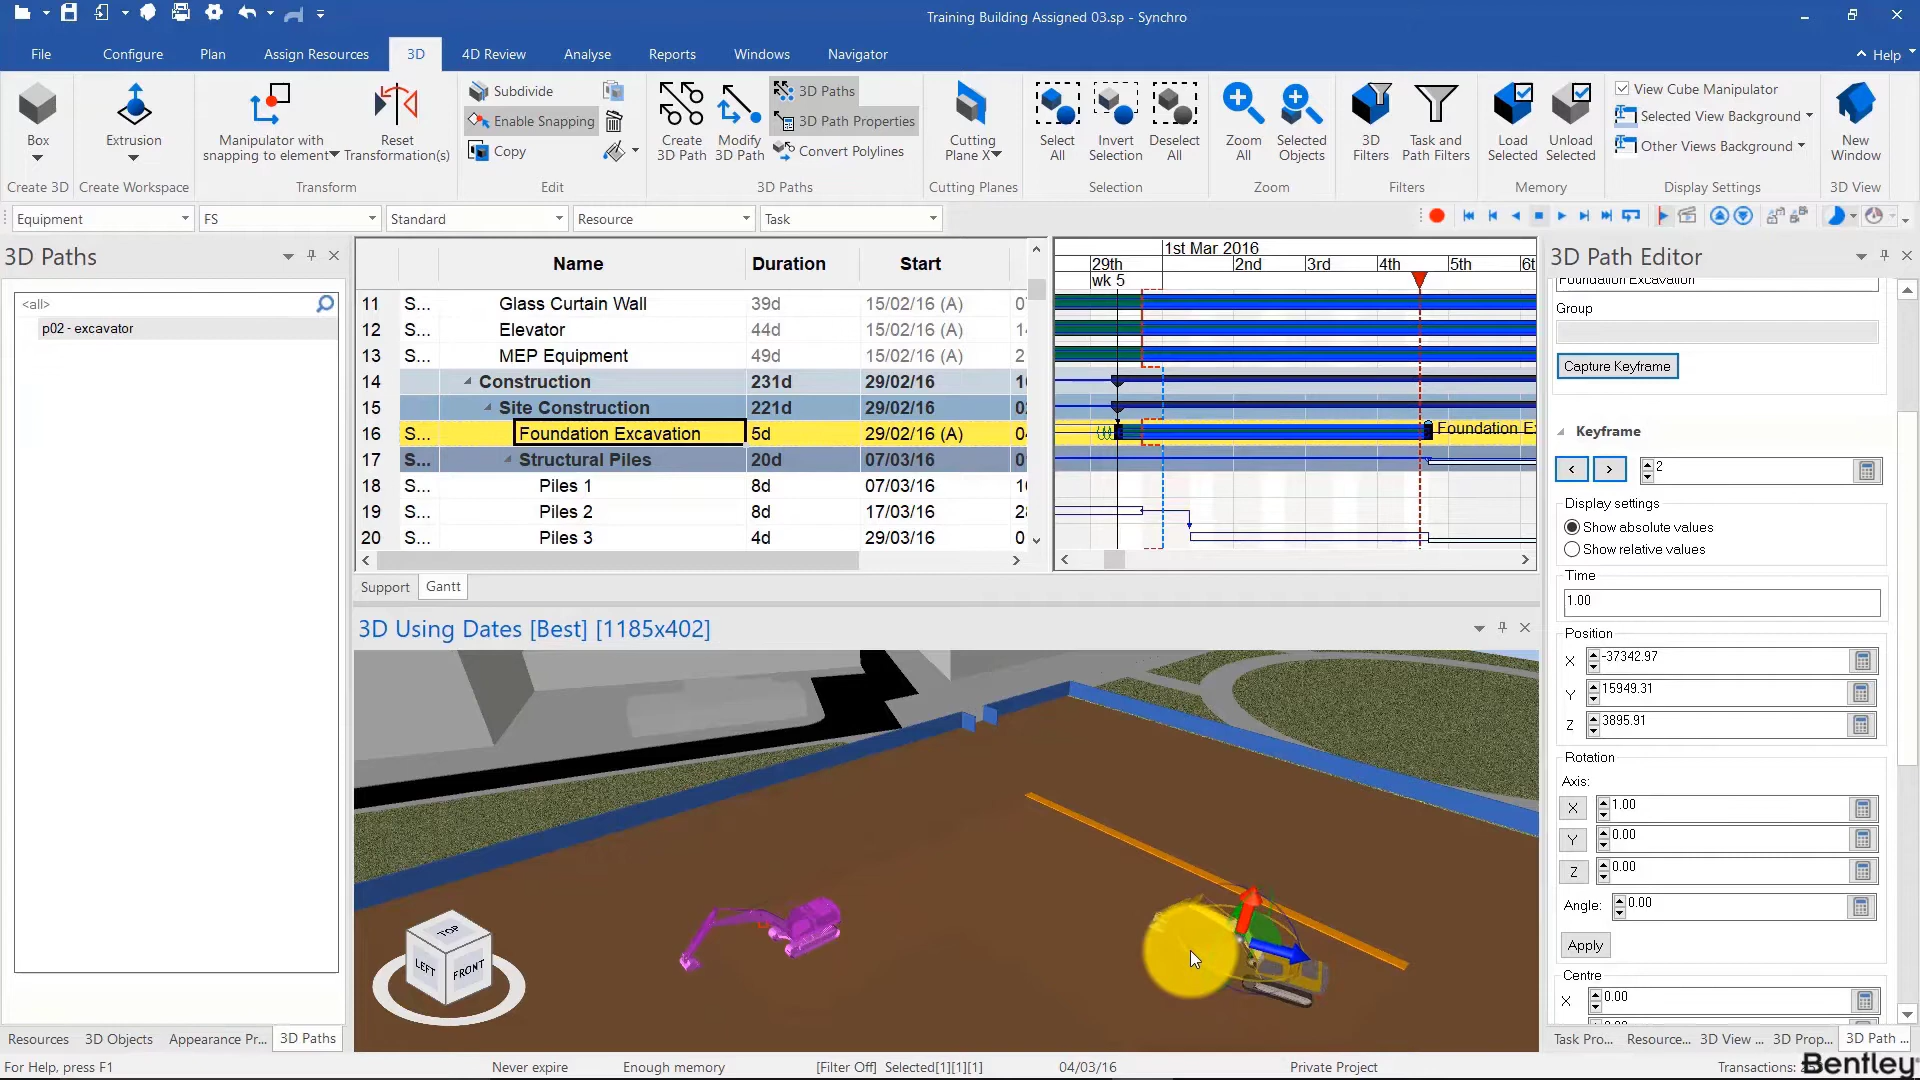 Training Building Assigned 03.sp - Synchro
File Configure Plan Assign Resources 3D 4D Review Analyse Reports Windows Navigator Help
Box
Create 3D
Extrusion
Create Workspace
Manipulator with snapping to element
Reset Transformation(s)
Transform
Subdivide
Enable Snapping
Copy
Edit
Create 3D Path
Modify 3D Path
3D Paths
3D Path Properties
Convert Polylines
3D Paths
Cutting Plane X
Cutting Planes
Select All
Invert Selection
Deselect All
Selection
Zoom All
Selected Objects
Zoom
3D Filters
Task and Path Filters
Filters
Load Selected
Unload Selected
Memory
View Cube Manipulator
Selected View Background
Other Views Background
Display Settings
New Window
3D View
Equipment FS Standard Resource Task
3D Paths
<all>
p02 - excavator
Name Duration Start
11 S... Glass Curtain Wall 39d 15/02/16 (A)
12 S... Elevator 44d 15/02/16 (A)
13 S... MEP Equipment 49d 15/02/16 (A)
14 Construction 231d 29/02/16
15 Site Construction 221d 29/02/16
16 S... Foundation Excavation 5d 29/02/16 (A)
17 S... Structural Piles 20d 07/03/16
18 S... Piles 1 8d 07/03/16
19 S... Piles 2 8d 17/03/16
20 S... Piles 3 4d 29/03/16
Support Gantt
1st Mar 2016
29th 2nd 3rd 4th 5th 6t
wk 5
Foundation E
3D Using Dates [Best] [1185x402]
TOP
LEFT FRONT
3D Path Editor
Foundation Excavation
Group
Capture Keyframe
Keyframe
< > 2
Display settings
Show absolute values
Show relative values
Time
1.00
Position
X -37342.97
Y 15949.31
Z 3895.91
Rotation
Axis:
X 1.00
Y 0.00
Z 0.00
Angle: 0.00
Apply
Centre
X 0.00
Resources 3D Objects Appearance Pr... 3D Paths
Task Pro... Resource... 3D View ... 3D Prop... 3D Path ...
For Help, press F1 Never expire Enough memory [Filter Off] Selected[1][1][1] 04/03/16 Private Project Transactions:
Bentley